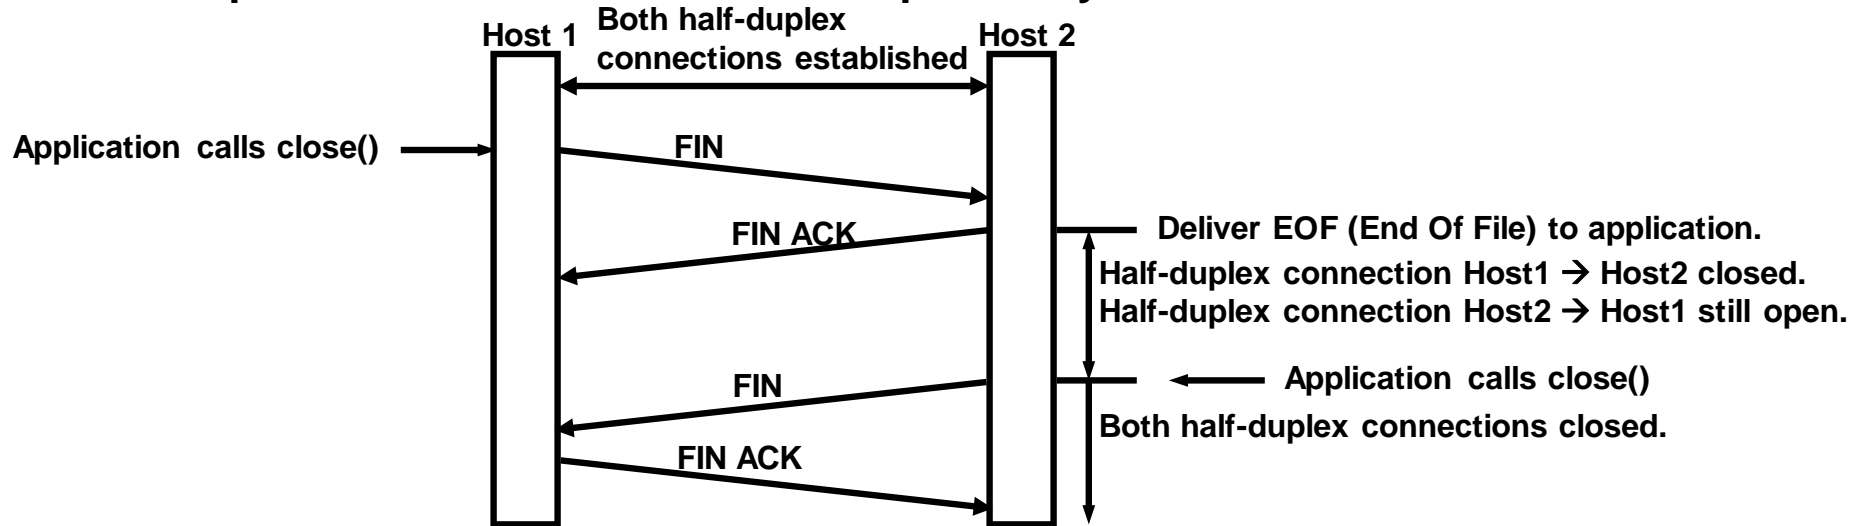 Both half-duplex
Host 1
Host 2
connections established
Application calls close()
FIN
FIN ACK
Deliver EOF (End Of File) to application.
Half-duplex connection Host1 → Host2 closed.
Half-duplex connection Host2 → Host1 still open.
FIN
Application calls close()
Both half-duplex connections closed.
FIN ACK